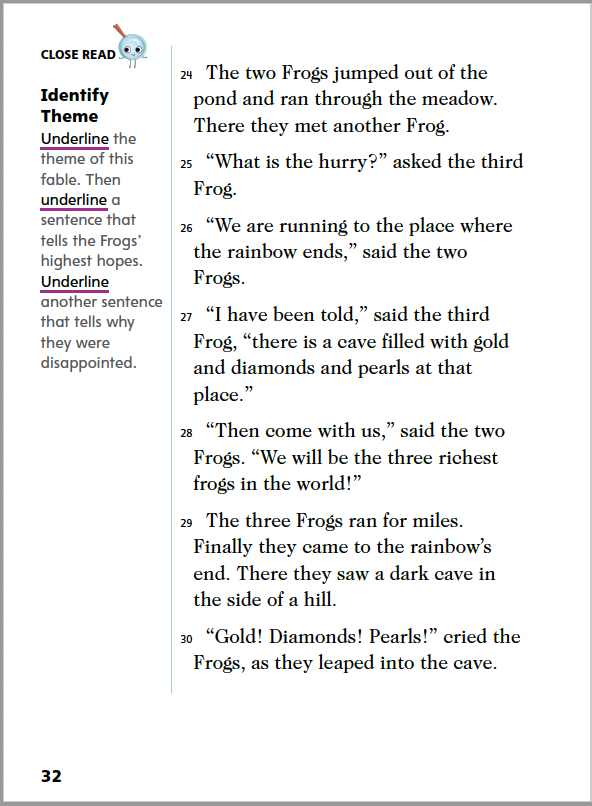 CLOSE READ
Identify
Theme
Underline the
theme of this
fable. Then
underline a
sentence that
tells the Frogs’
highest hopes.
Underline
another sentence
that tells why
they were
disappointed.
24 The two Frogs jumped out of the
pond and ran through the meadow.
There they met another Frog.
25 “What is the hurry?” asked the third
Frog.
26 “We are running to the place where
the rainbow ends,” said the two
Frogs.
27 “I have been told,” said the third
Frog, “there is a cave filled with gold
and diamonds and pearls at that
place.”
28 “Then come with us,” said the two
Frogs. “We will be the three richest
frogs in the world!”
29 The three Frogs ran for miles.
Finally they came to the rainbow’s
end. There they saw a dark cave in
the side of a hill.
30 “Gold! Diamonds! Pearls!” cried the
Frogs, as they leaped into the cave.
32